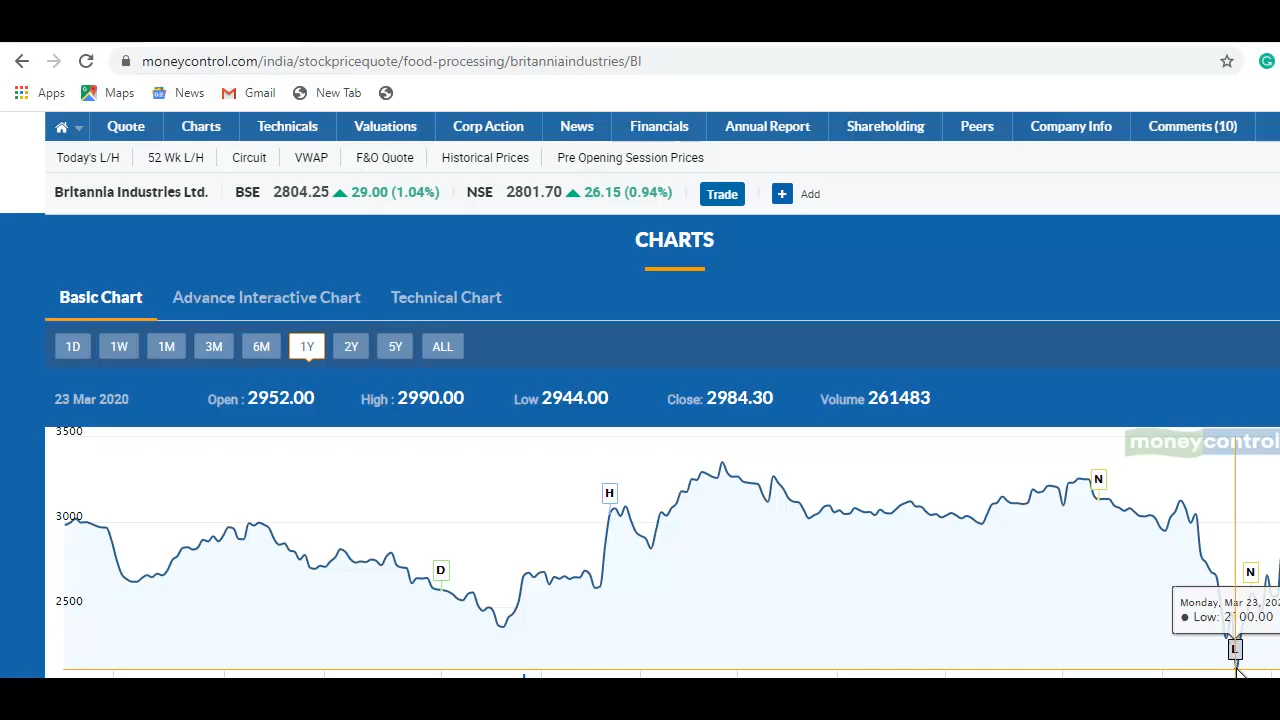 moneycontrol.com/india/stockpricequote/food-processing/britanniaindustries/BI
Apps Maps News Gmail New Tab
Quote Charts Technicals Valuations Corp Action News Financials Annual Report Shareholding Peers Company Info Comments (10)
Today's L/H 52 Wk L/H Circuit VWAP F&O Quote Historical Prices Pre Opening Session Prices
Britannia Industries Ltd. BSE 2804.25 29.00 (1.04%) NSE 2801.70 26.15 (0.94%) Trade + Add
CHARTS
Basic Chart Advance Interactive Chart Technical Chart
1D 1W 1M 3M 6M 1Y 2Y 5Y ALL
23 Mar 2020 Open : 2952.00 High : 2990.00 Low 2944.00 Close: 2984.30 Volume 261483
3500
moneycontrol
N
H
3000
D
N
2500
Monday, Mar 23, 202
Low: 2100.00
L